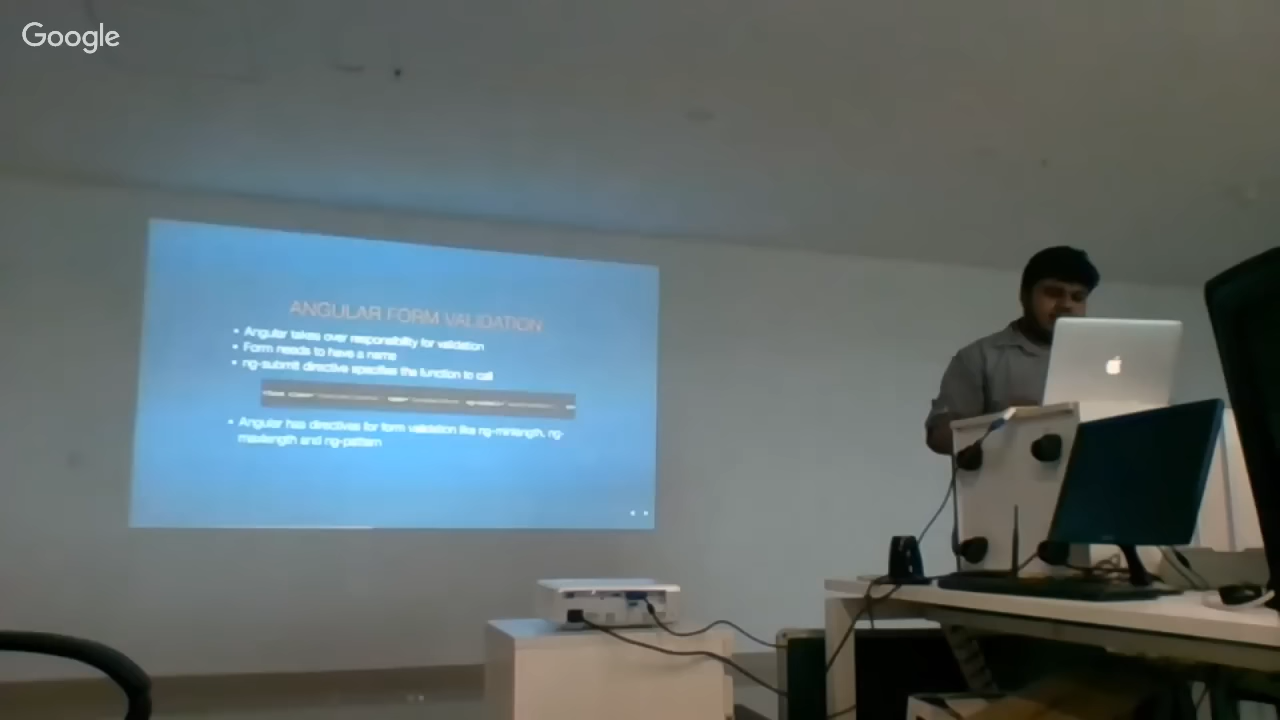 Google
ANGULAR FORM VALIDATION
• Angular takes over responsibility for validation
• Form needs to have a name
• ng-submit directive specifies the function to call
• Angular has directives for form validation like ng-minlength, ng-
maxlength and ng-pattern